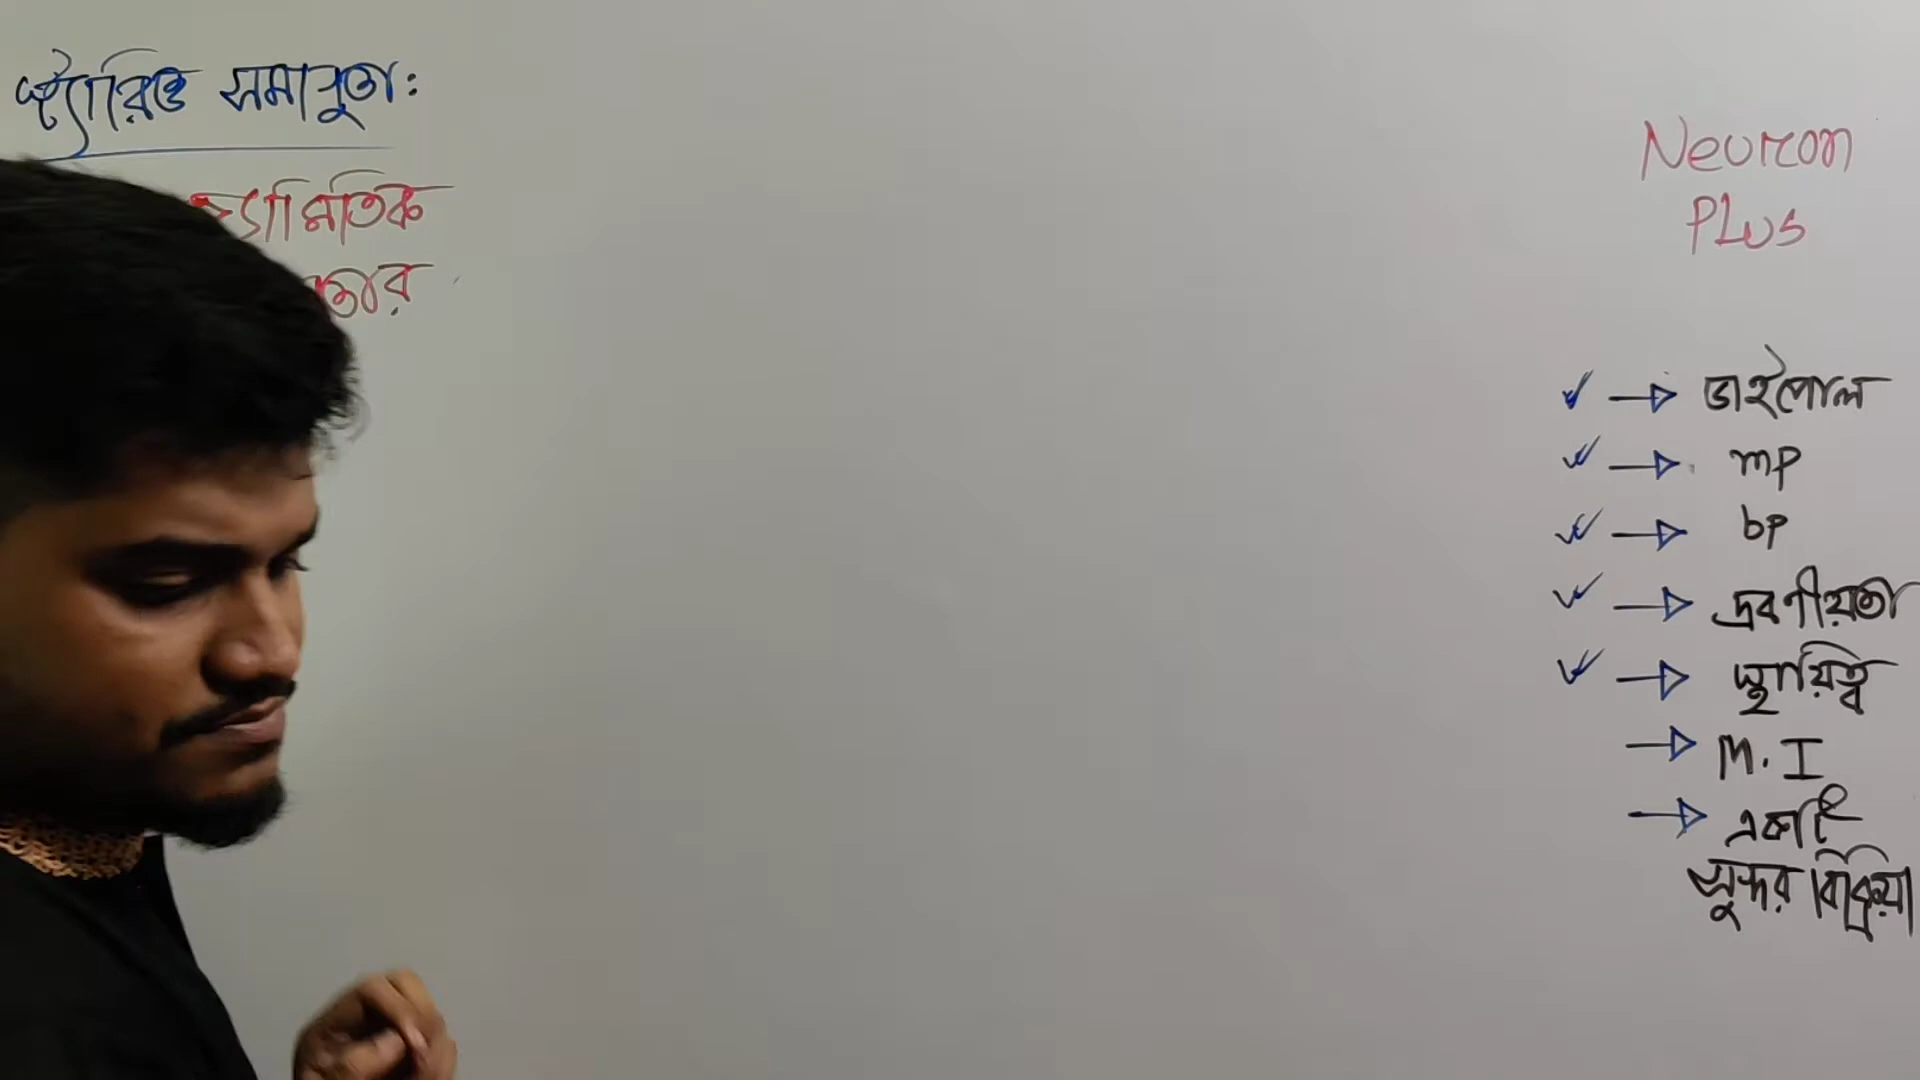 স্টেরিও সমাণুতা:
জ্যামিতিক
তার
Neuron
Plus
✓ → ডাইপোল
✓ → mp
✓ → bp
✓ → দ্রবণীয়তা
✓ → স্থায়িত্ব
→ M.I
→ একটি
সুন্দর বিক্রিয়া